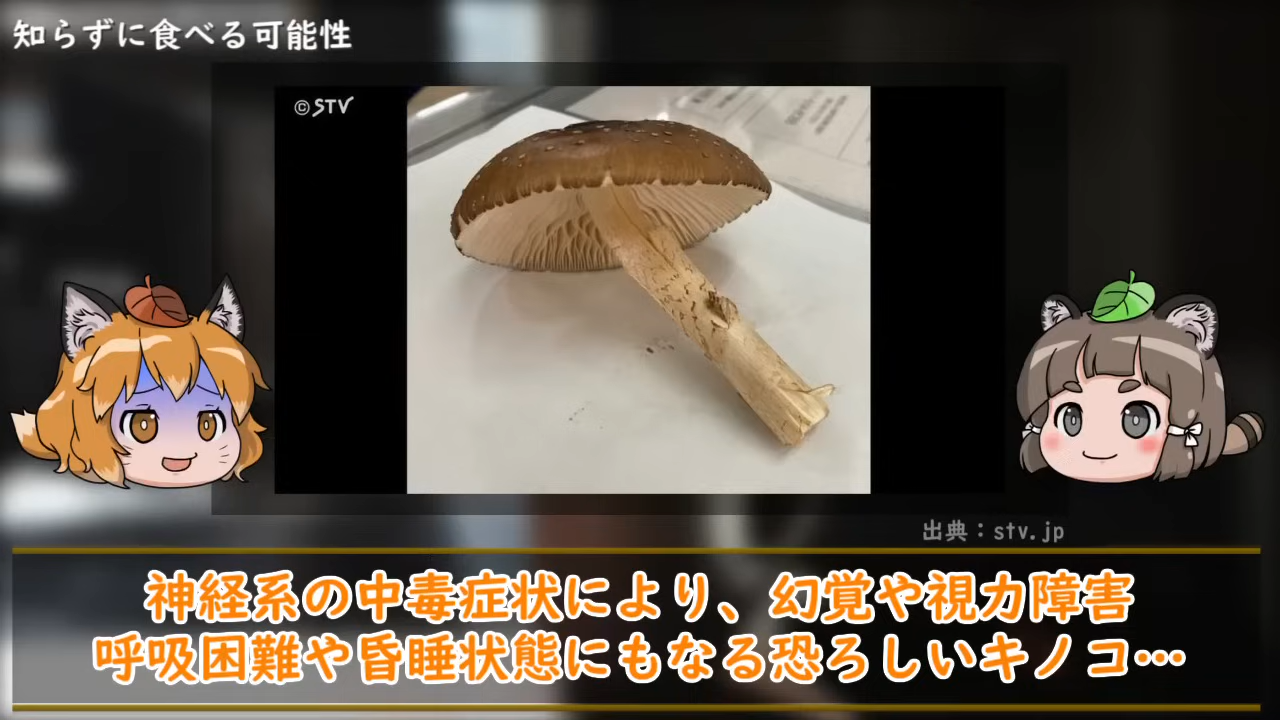 知らずに食べる可能性
©STV
出典：stv.jp
神経系の中毒症状により、幻覚や視力障害
呼吸困難や昏睡状態にもなる恐ろしいキノコ…